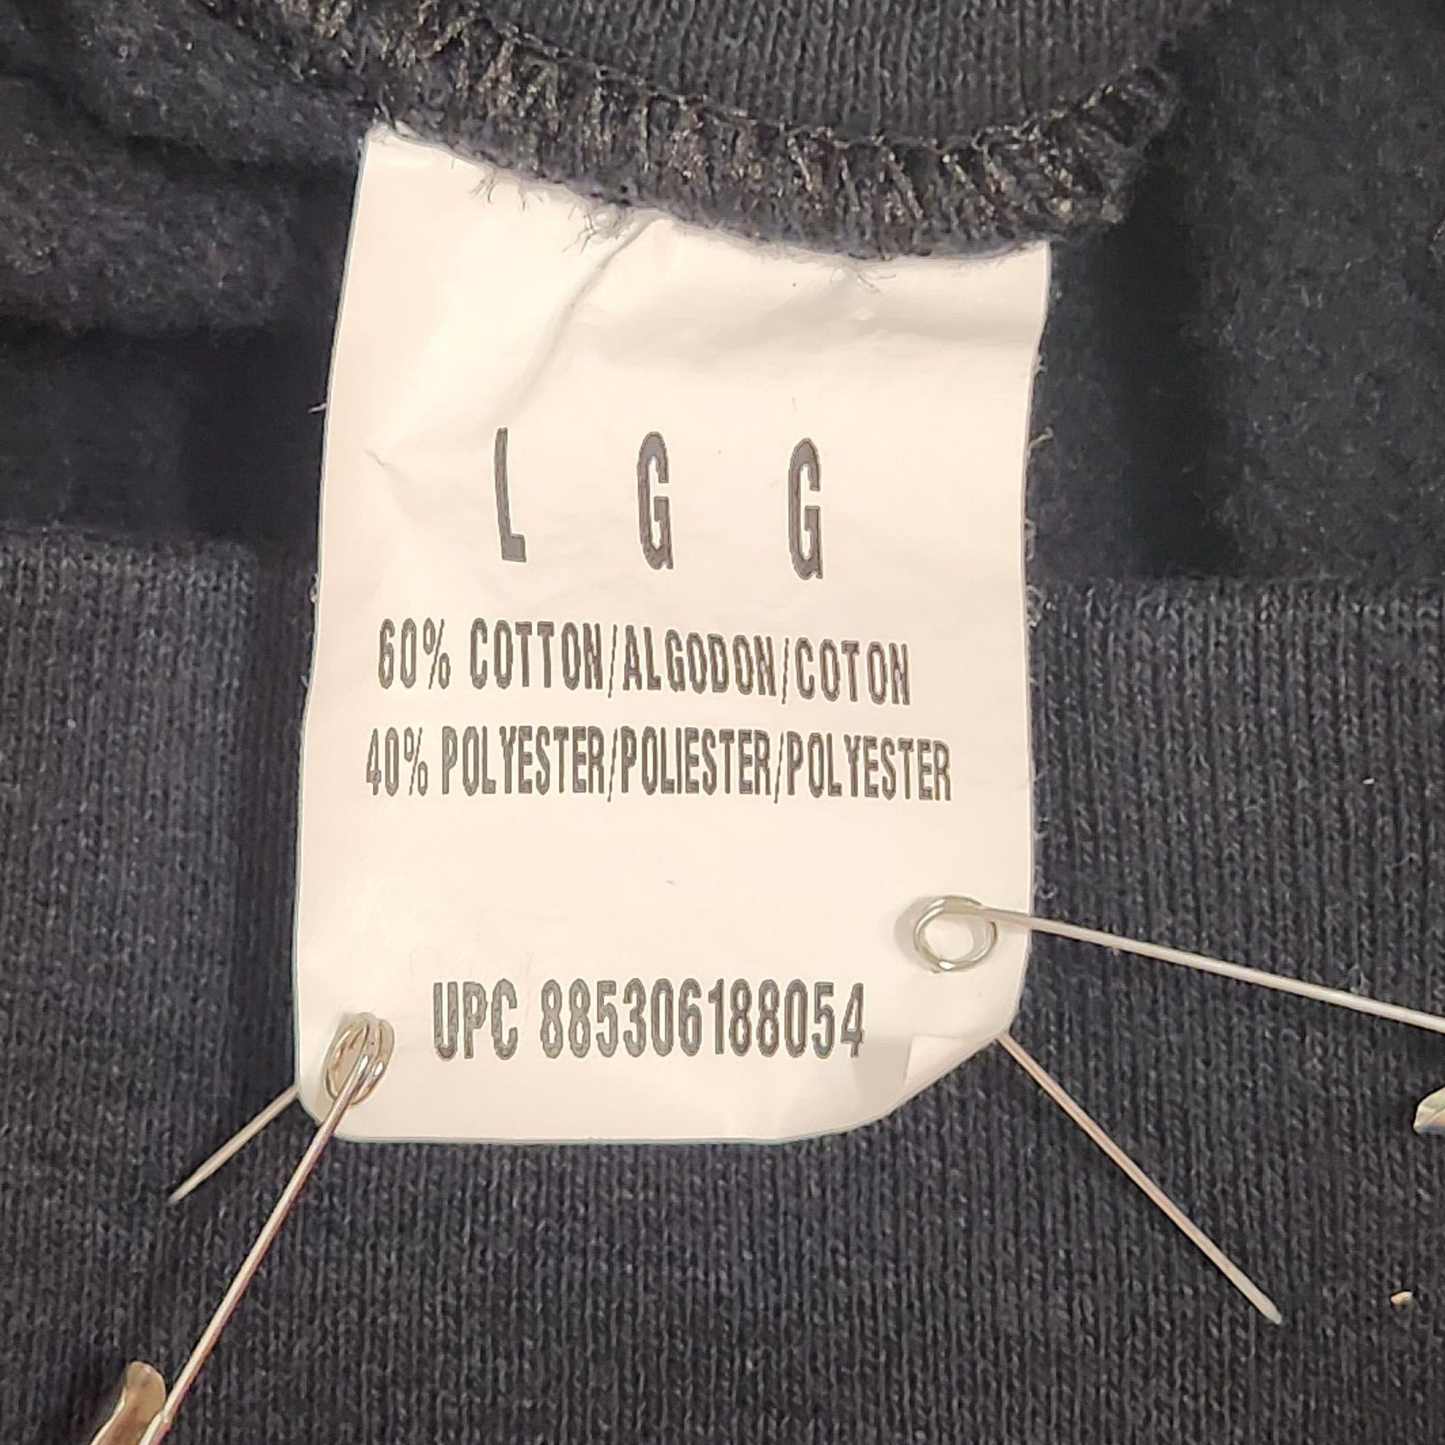 L G G
60% COTTON/ALGODON/COTON
40% POLYESTER/POLIESTER/POLYESTER
UPC 885306188054